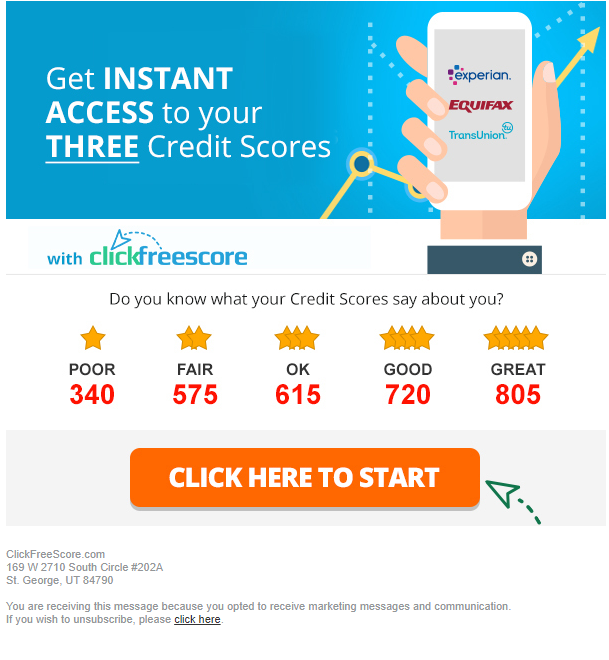 Get INSTANT
ACCESS to your
THREE Credit Scores
experian.
EQUIFAX
TransUnion
tu
with clickfreescore
Do you know what your Credit Scores say about you?
POOR FAIR OK GOOD GREAT
340 575 615 720 805
CLICK HERE TO START
ClickFreeScore.com
169 W 2710 South Circle #202A
St. George, UT 84790
You are receiving this message because you opted to receive marketing messages and communication.
If you wish to unsubscribe, please click here.